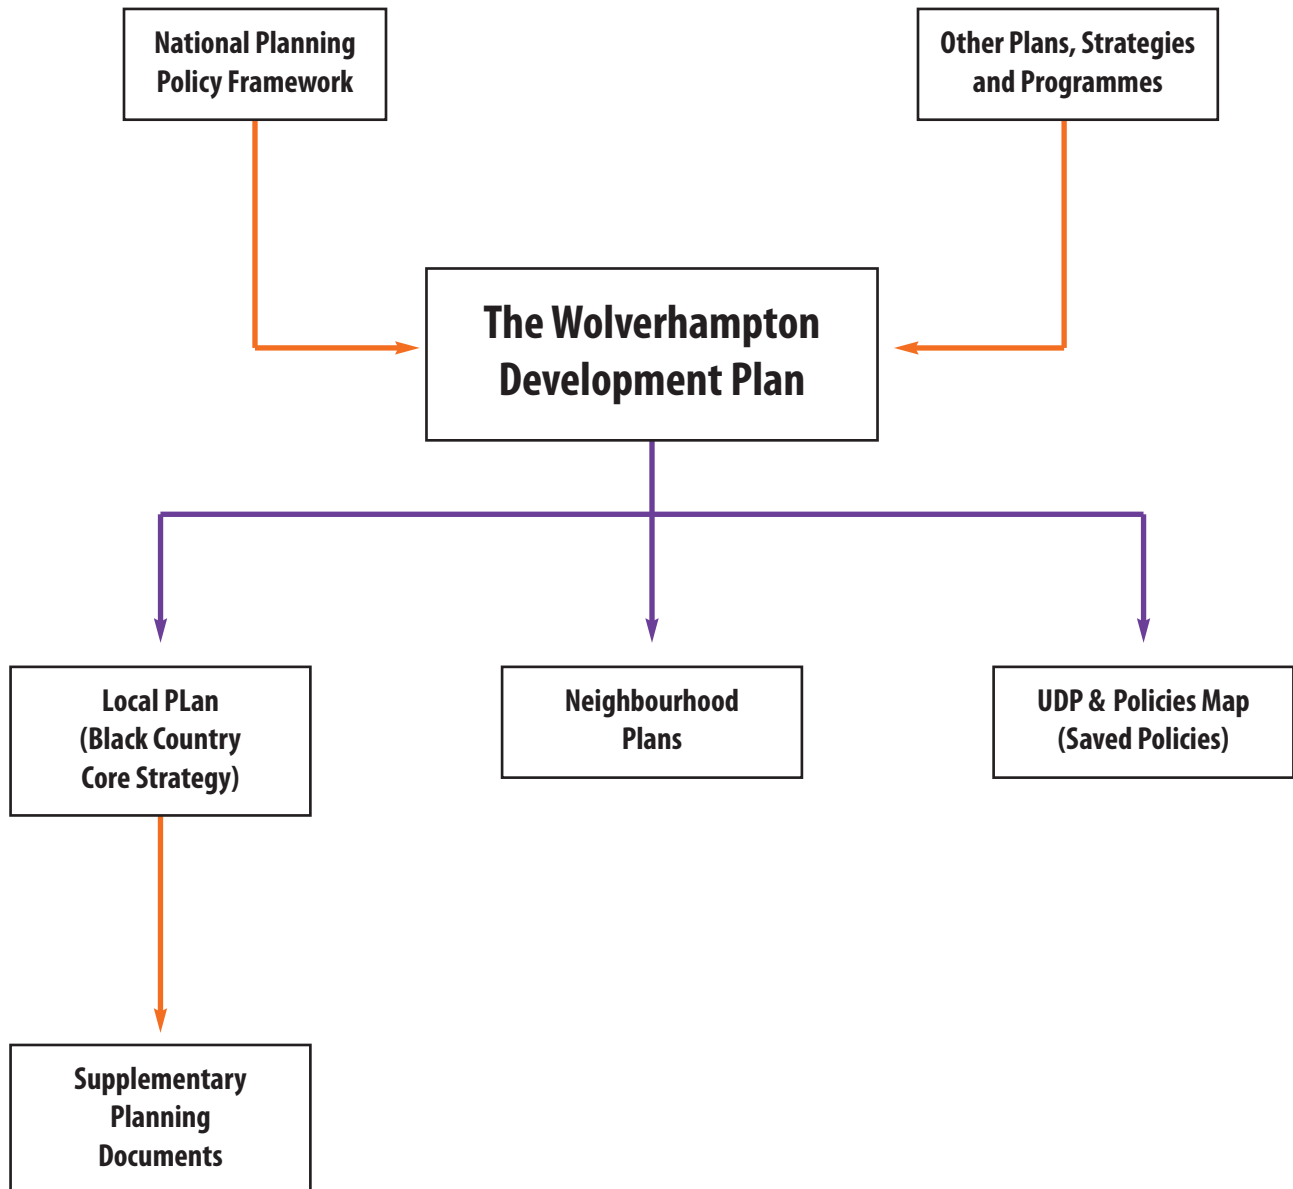 National Planning
Policy Framework
Other Plans, Strategies
and Programmes
The Wolverhampton
Development Plan
Local PLan
(Black Country
Core Strategy)
Neighbourhood
Plans
UDP & Policies Map
(Saved Policies)
Supplementary
Planning
Documents